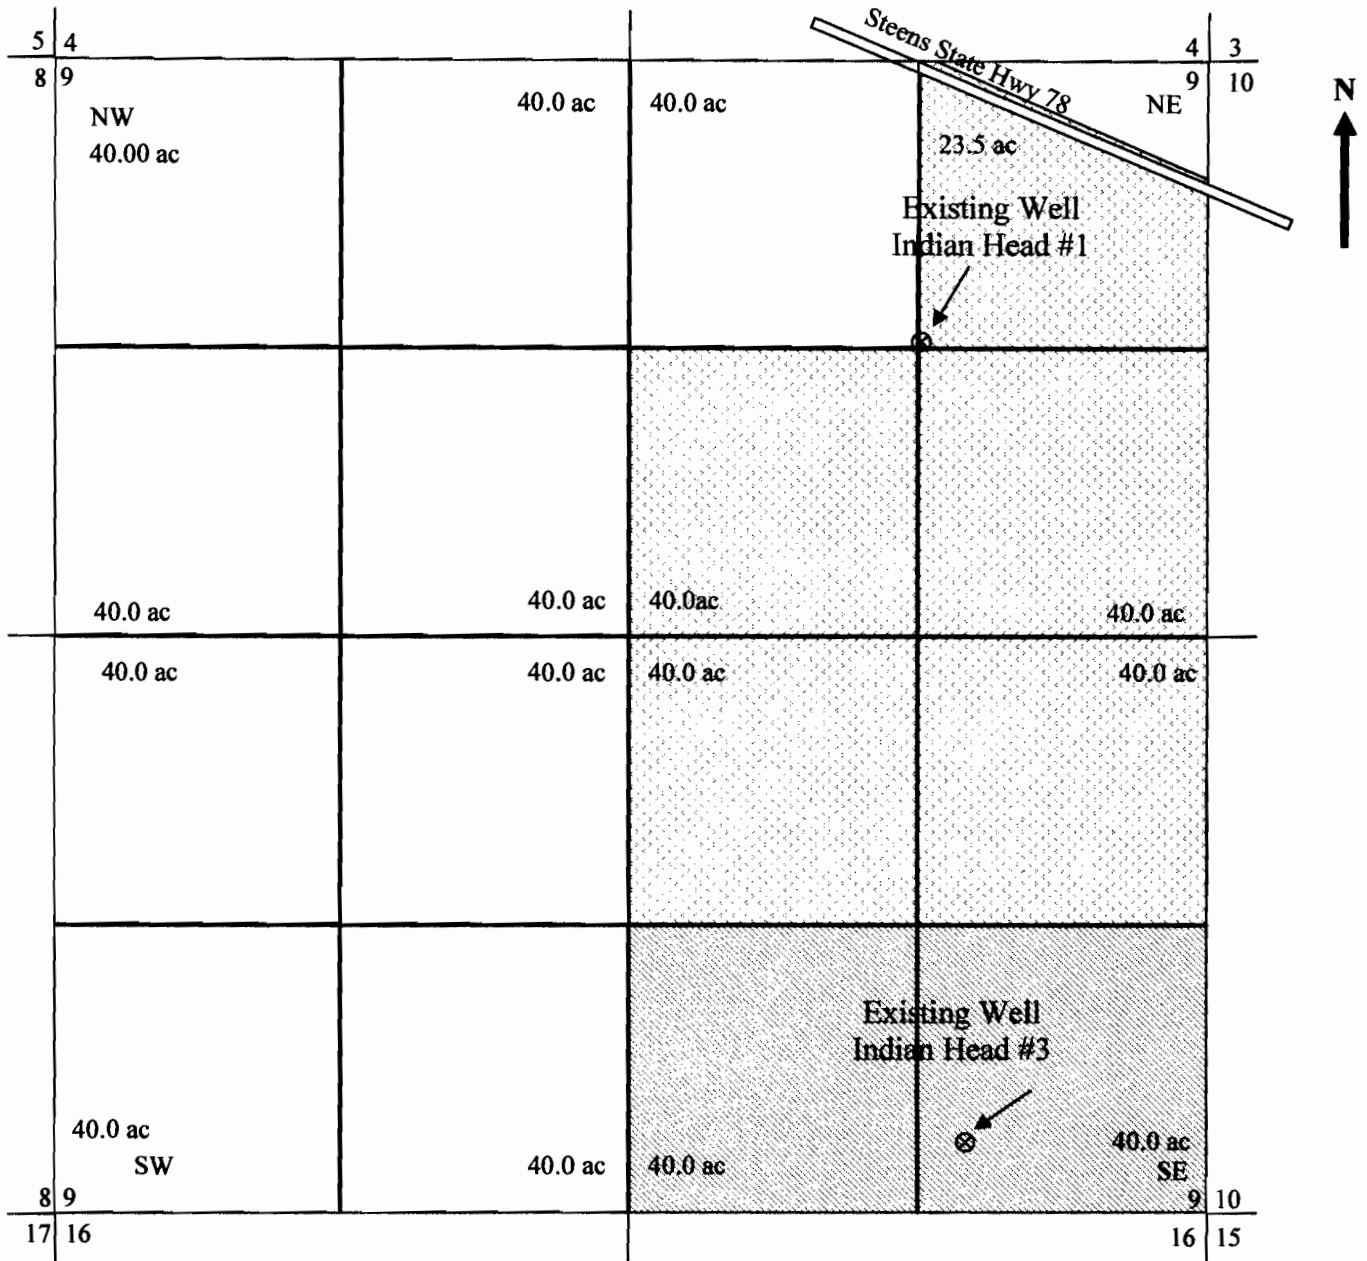 5 4
4 3
8 9
9 10
Steens State Hwy 78
N
NW
40.00 ac
40.0 ac
40.0 ac
NE
23.5 ac
Existing Well
Indian Head #1
40.0 ac
40.0 ac
40.0ac
40.0 ac
40.0 ac
40.0 ac
40.0 ac
40.0 ac
Existing Well
Indian Head #3
40.0 ac
SW
40.0 ac
40.0 ac
40.0 ac
SE
8 9
9 10
17 16
16 15